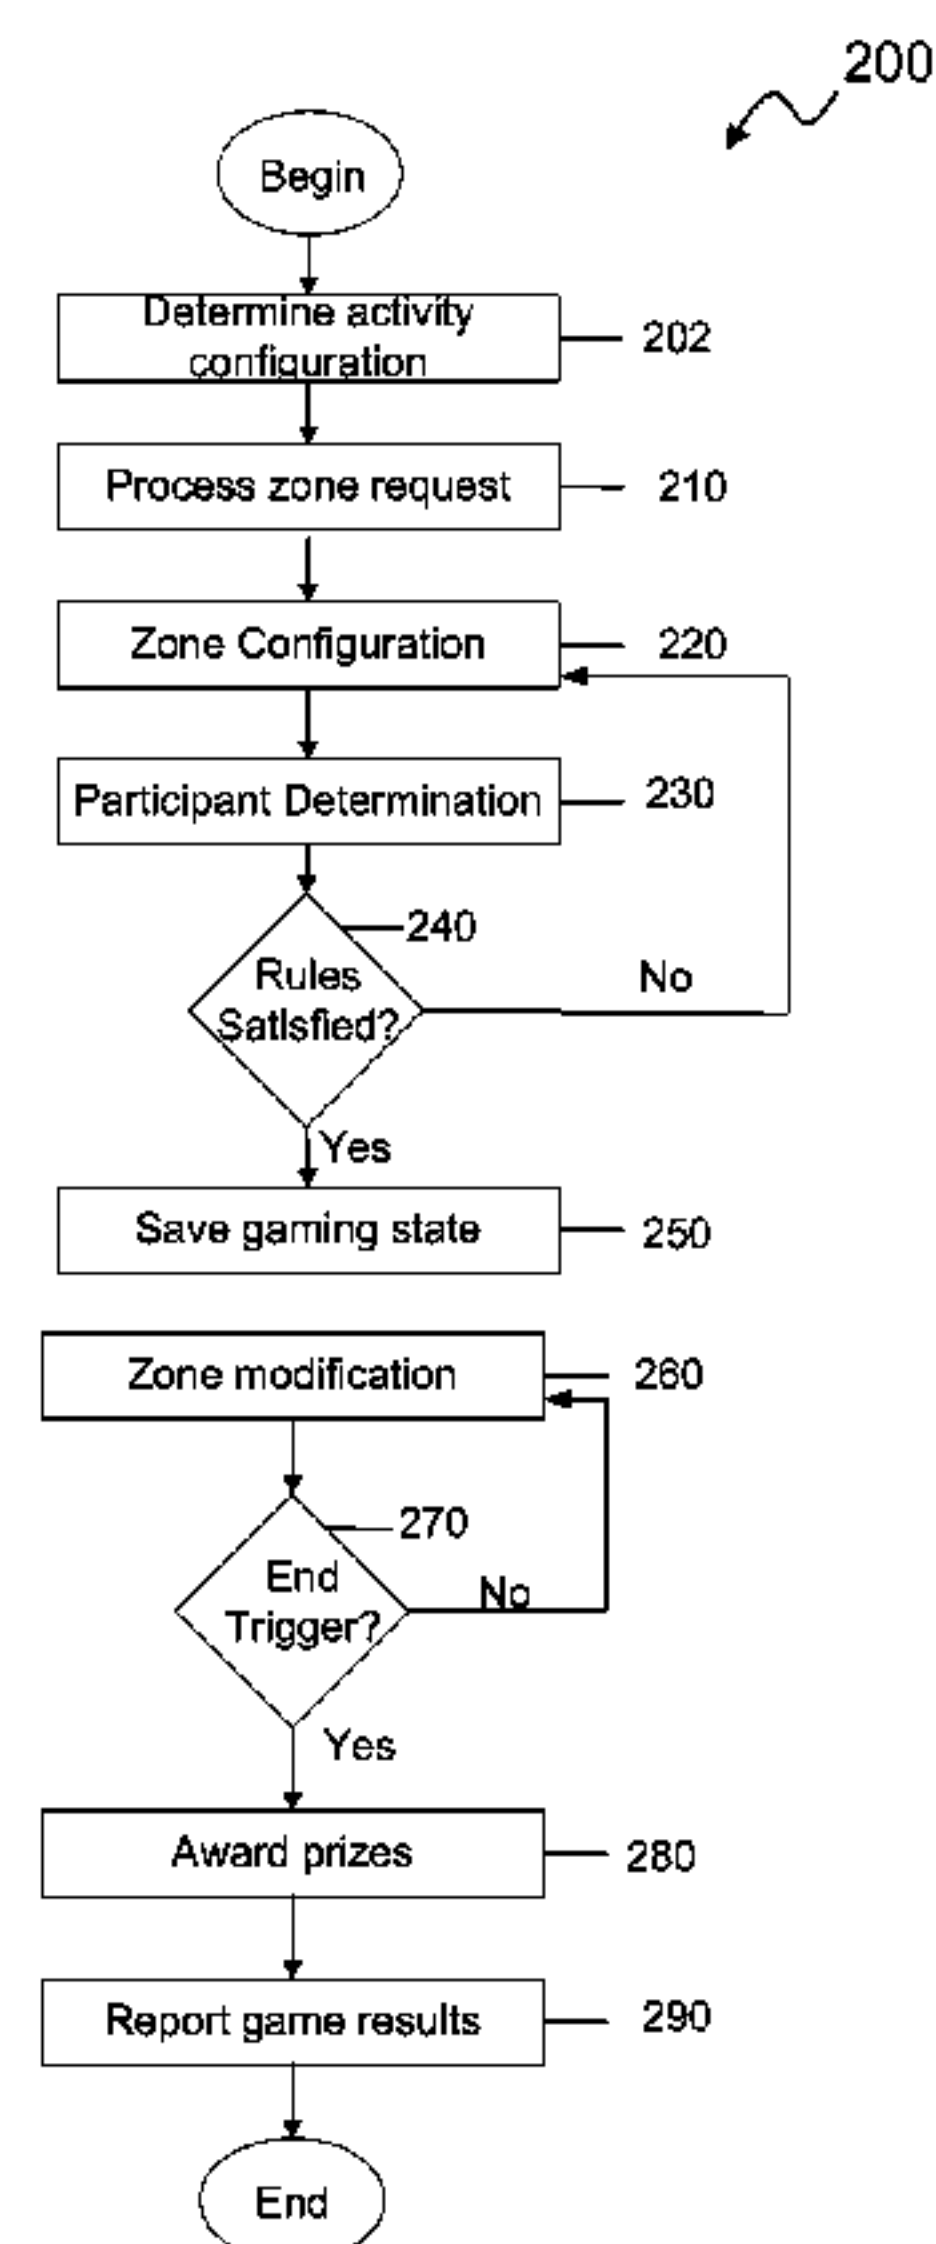 200
Begin
Determine activity
configuration
202
Process zone request
210
Zone Configuration
220
Participant Determination
230
240
Rules
Satisfied?
No
Yes
Save gaming state
250
Zone modification
260
270
End
Trigger?
No
Yes
Award prizes
280
Report game results
290
End